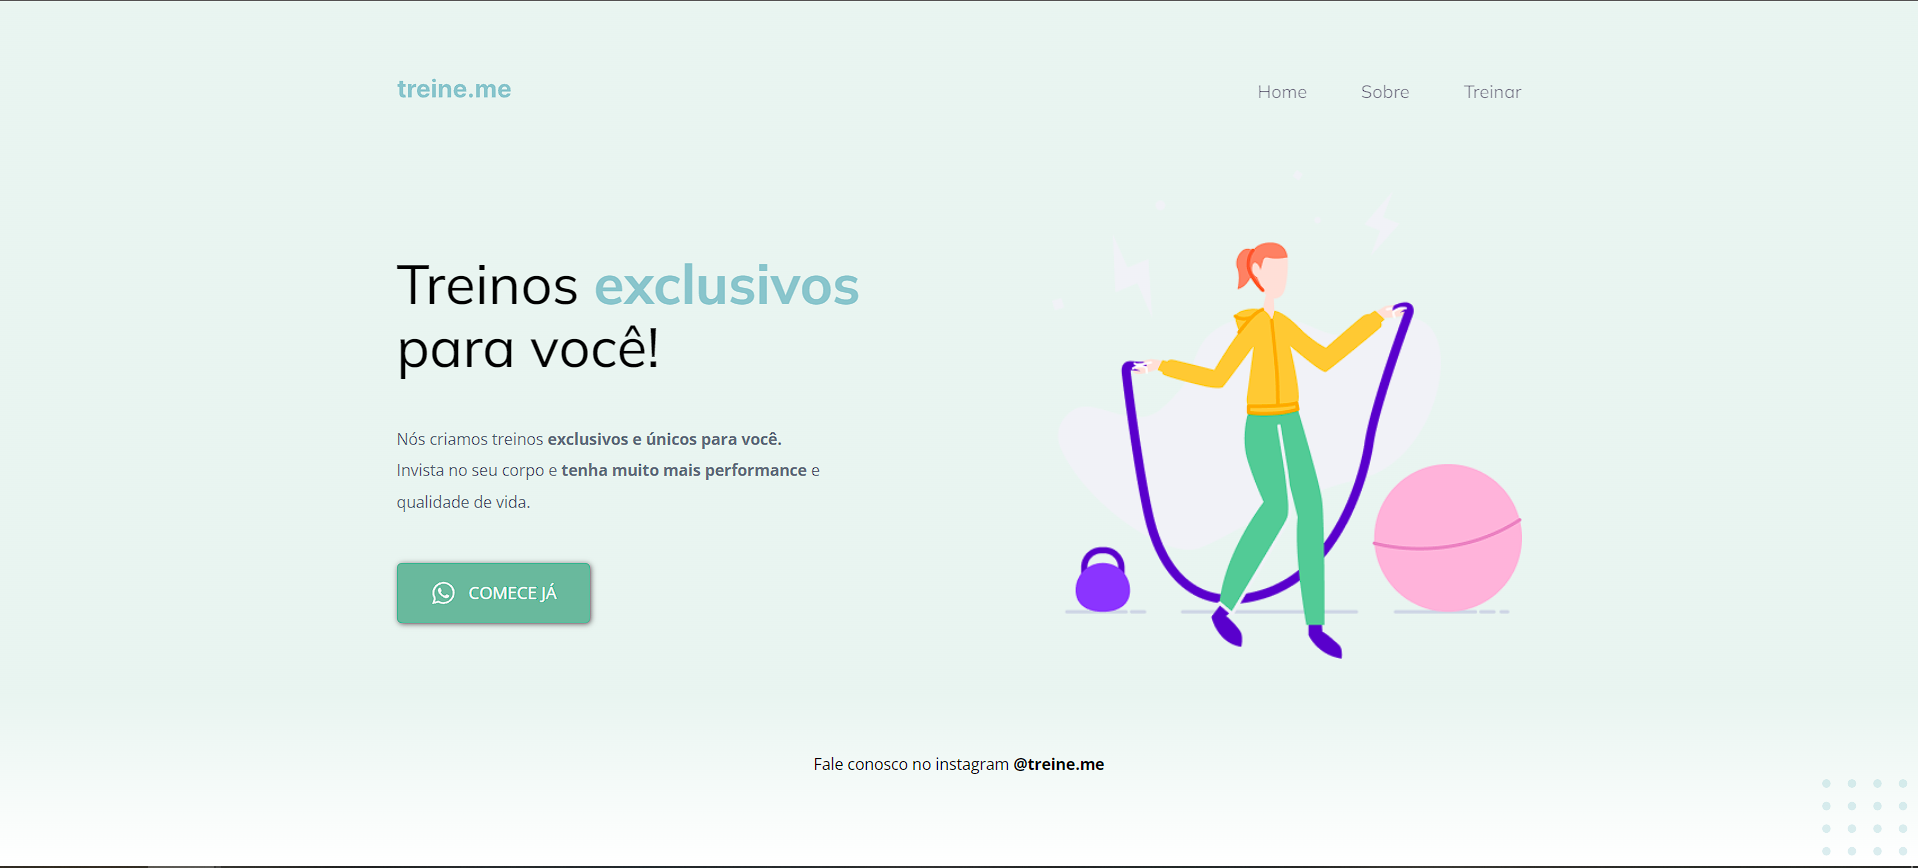 treine.me
Home Sobre Treinar
Treinos exclusivos
para você!
Nós criamos treinos exclusivos e únicos para você.
Invista no seu corpo e tenha muito mais performance e
qualidade de vida.
COMECE JÁ
Fale conosco no instagram @treine.me